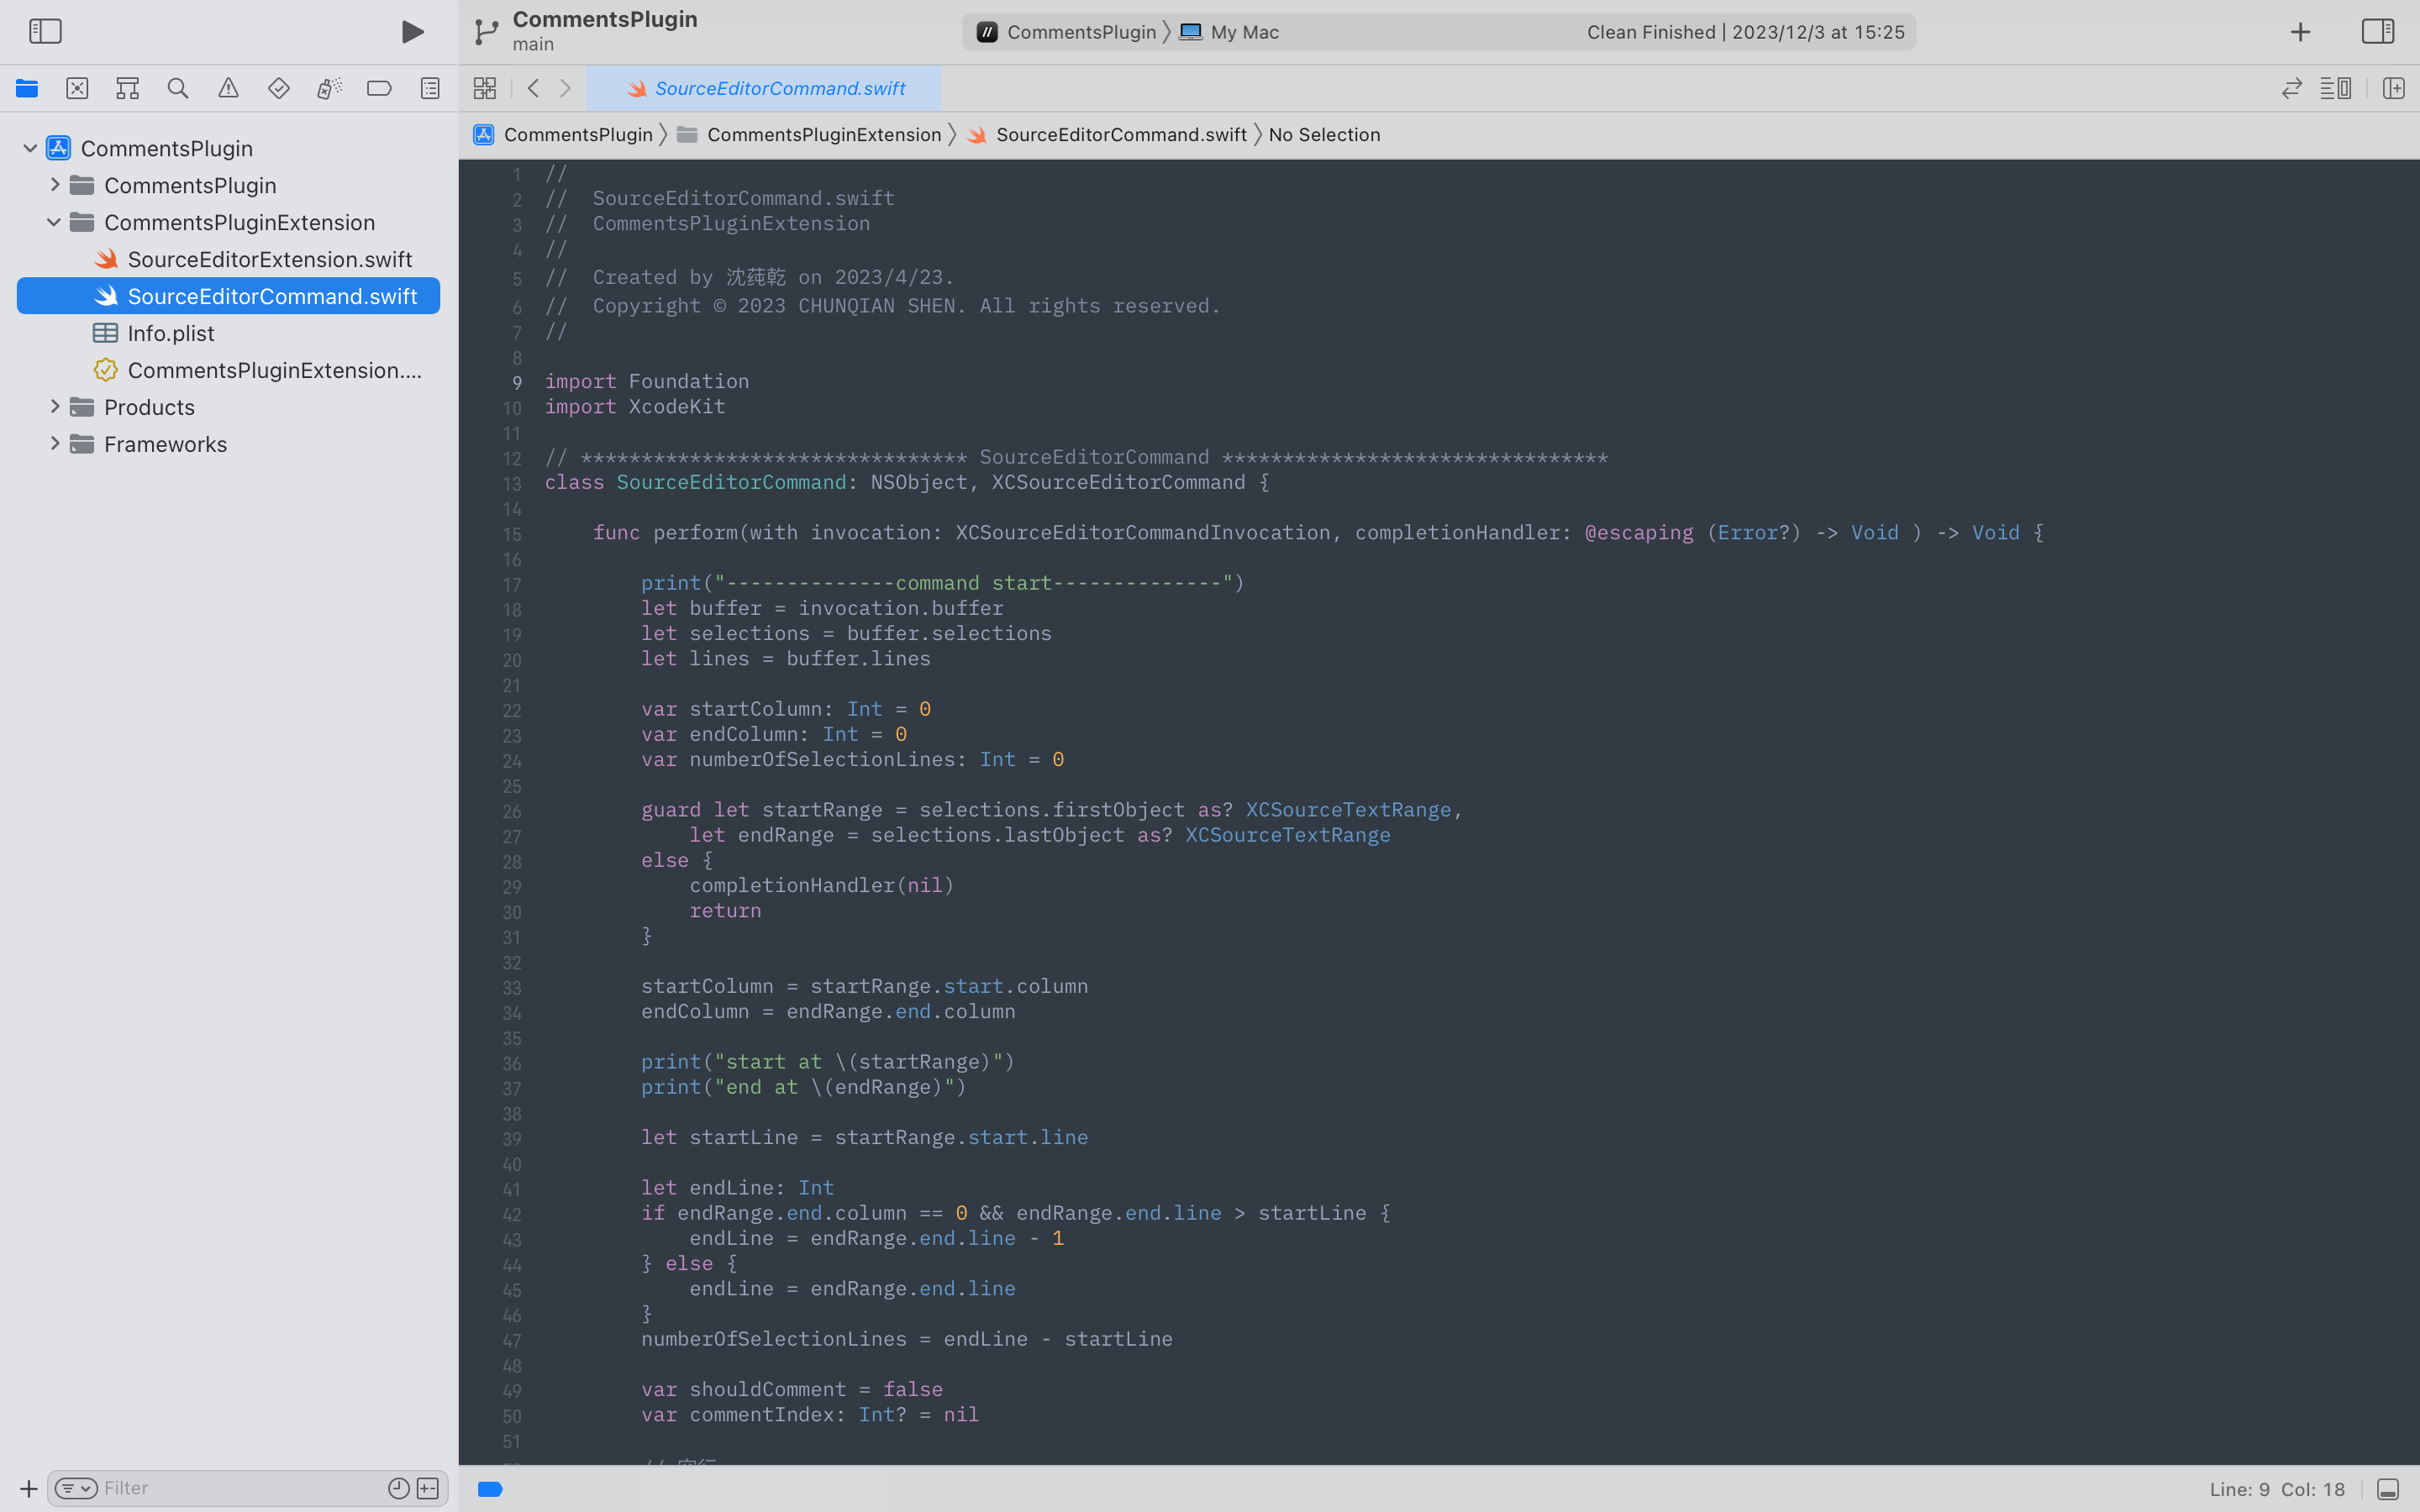 CommentsPlugin
main
CommentsPlugin
My Mac
Clean Finished | 2023/12/3 at 15:25
SourceEditorCommand.swift
CommentsPlugin
CommentsPluginExtension
SourceEditorCommand.swift
No Selection
CommentsPlugin
CommentsPlugin
CommentsPluginExtension
SourceEditorExtension.swift
SourceEditorCommand.swift
Info.plist
CommentsPluginExtension....
Products
Frameworks
Filter
1 //
2 //  SourceEditorCommand.swift
3 //  CommentsPluginExtension
4 //
5 //  Created by 沈莼乾 on 2023/4/23.
6 //  Copyright © 2023 CHUNQIAN SHEN. All rights reserved.
7 //
8
9 import Foundation
10 import XcodeKit
11
12 // ******************************** SourceEditorCommand ********************************
13 class SourceEditorCommand: NSObject, XCSourceEditorCommand {
14
15     func perform(with invocation: XCSourceEditorCommandInvocation, completionHandler: @escaping (Error?) -> Void ) -> Void {
16
17         print("--------------command start--------------")
18         let buffer = invocation.buffer
19         let selections = buffer.selections
20         let lines = buffer.lines
21
22         var startColumn: Int = 0
23         var endColumn: Int = 0
24         var numberOfSelectionLines: Int = 0
25
26         guard let startRange = selections.firstObject as? XCSourceTextRange,
27             let endRange = selections.lastObject as? XCSourceTextRange
28         else {
29             completionHandler(nil)
30             return
31         }
32
33         startColumn = startRange.start.column
34         endColumn = endRange.end.column
35
36         print("start at \(startRange)")
37         print("end at \(endRange)")
38
39         let startLine = startRange.start.line
40
41         let endLine: Int
42         if endRange.end.column == 0 && endRange.end.line > startLine {
43             endLine = endRange.end.line - 1
44         } else {
45             endLine = endRange.end.line
46         }
47         numberOfSelectionLines = endLine - startLine
48
49         var shouldComment = false
50         var commentIndex: Int? = nil
51
Line: 9  Col: 18